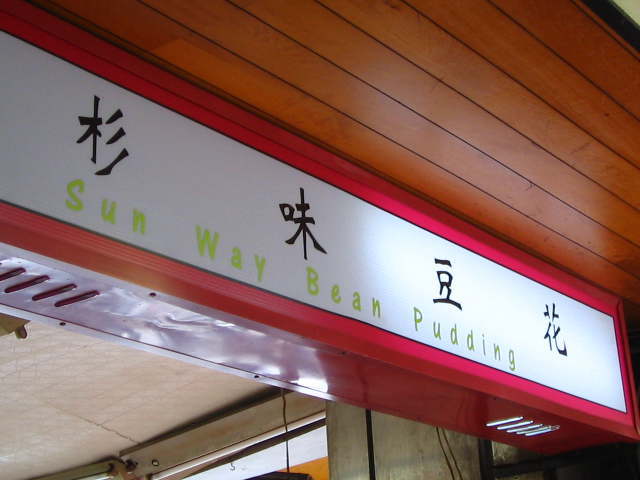 杉味豆花
Sun Way Bean Pudding